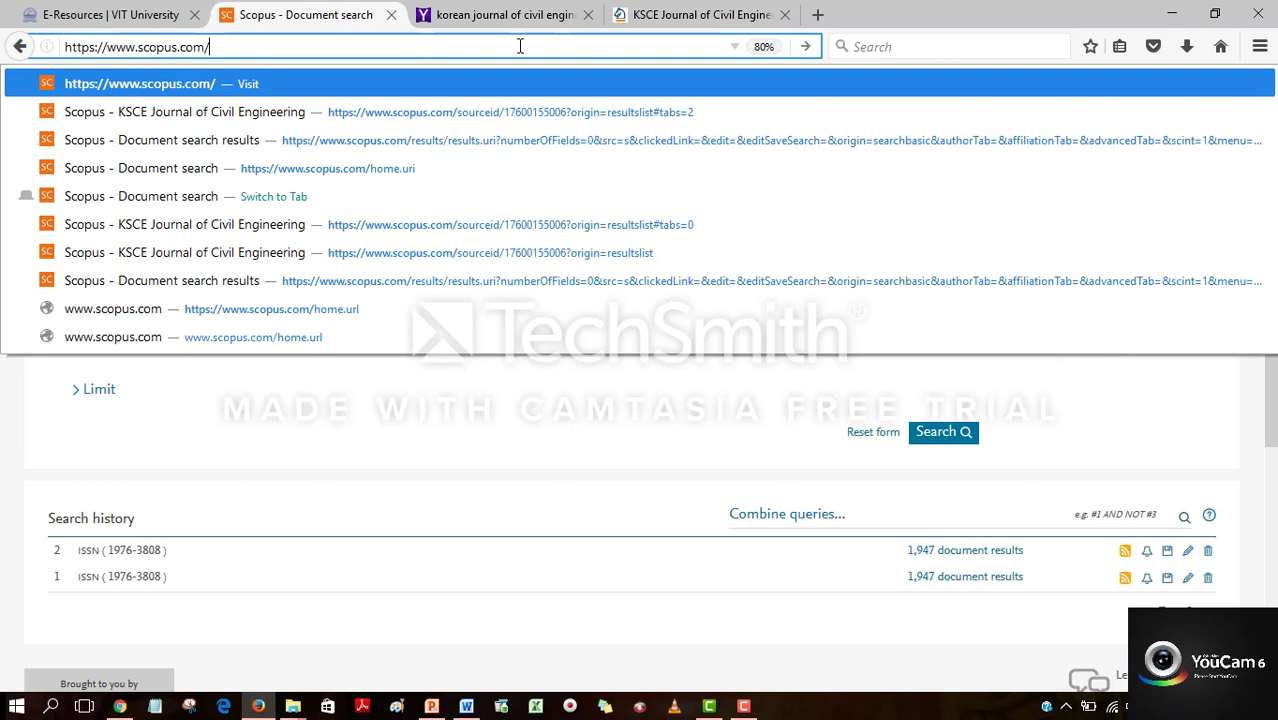 E-Resources | VIT University
Scopus - Document search
korean journal of civil engin
KSCE Journal of Civil Engine
https://www.scopus.com/
80%
Search
https://www.scopus.com/ — Visit
Scopus - KSCE Journal of Civil Engineering — https://www.scopus.com/sourceid/17600155006?origin=resultslist#tabs=2
Scopus - Document search results — https://www.scopus.com/results/results.uri?numberOfFields=0&src=s&clickedLink=&edit=&editSaveSearch=&origin=searchbasic&authorTab=&affiliationTab=&advancedTab=&scint=1&menu=...
Scopus - Document search — https://www.scopus.com/home.uri
Scopus - Document search — Switch to Tab
Scopus - KSCE Journal of Civil Engineering — https://www.scopus.com/sourceid/17600155006?origin=resultslist#tabs=0
Scopus - KSCE Journal of Civil Engineering — https://www.scopus.com/sourceid/17600155006?origin=resultslist
Scopus - Document search results — https://www.scopus.com/results/results.uri?numberOfFields=0&src=s&clickedLink=&edit=&editSaveSearch=&origin=searchbasic&authorTab=&affiliationTab=&advancedTab=&scint=1&menu=...
www.scopus.com — https://www.scopus.com/home.url
www.scopus.com — www.scopus.com/home.url
TechSmith®
MADE WITH CAMTASIA FREE TRIAL
Limit
Reset form
Search
Search history
Combine queries...
e.g. #1 AND NOT #3
2 ISSN ( 1976-3808 ) 1,947 document results
1 ISSN ( 1976-3808 ) 1,947 document results
Brought to you by
Le
YouCam 6